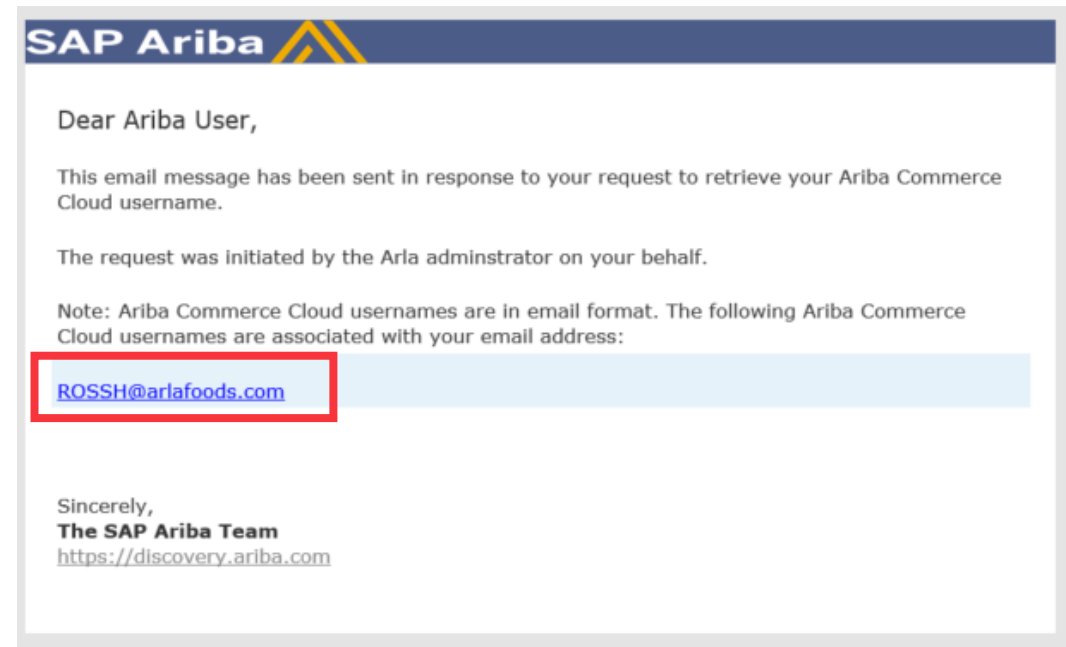 SAP Ariba
Dear Ariba User,
This email message has been sent in response to your request to retrieve your Ariba Commerce
Cloud username.
The request was initiated by the Arla adminstrator on your behalf.
Note: Ariba Commerce Cloud usernames are in email format. The following Ariba Commerce
Cloud usernames are associated with your email address:
ROSSH@arlafoods.com
Sincerely,
The SAP Ariba Team
https://discovery.ariba.com